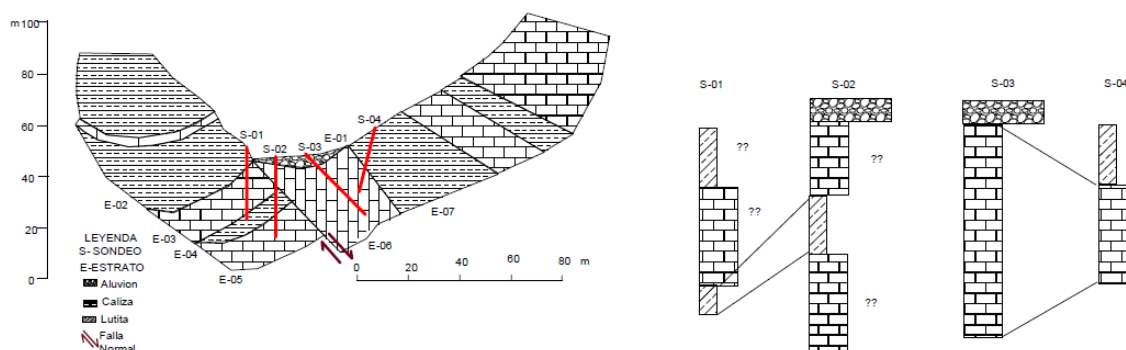 m 100
80
60
40
20
0
S-01
S-02
S-03
E-01
S-04
E-02
E-03
E-04
E-05
E-06
E-07
LEYENDA
S- SONDEO
E-ESTRATO
Aluvion
Caliza
Lutita
Falla
Normal
0 20 40 60 80 m
S-01
S-02
S-03
S-04
??
??
??
??